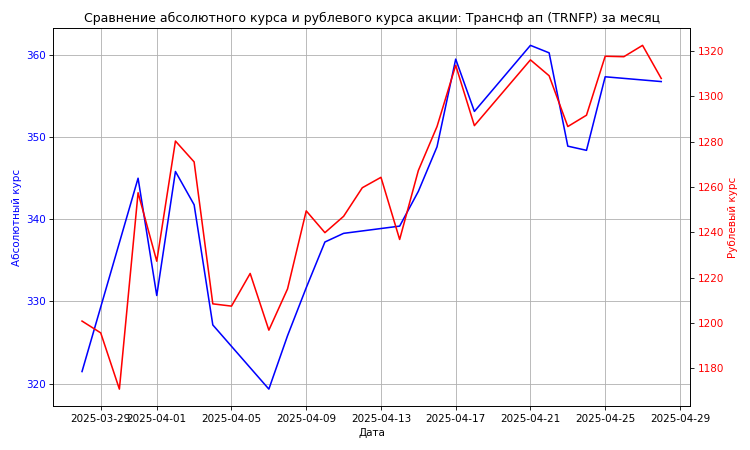 Сравнение абсолютного курса и рублевого курса акции: Транснф ап (TRNFP) за месяц
360
350
340
330
320
Абсолютный курс
1320
1300
1280
1260
1240
1220
1200
1180
Рублевый курс
2025-03-29 2025-04-01 2025-04-05 2025-04-09 2025-04-13 2025-04-17 2025-04-21 2025-04-25 2025-04-29
Дата